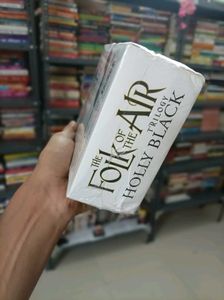 THE
FOLK
OF THE
AIR
TRILOGY
HOLLY BLACK